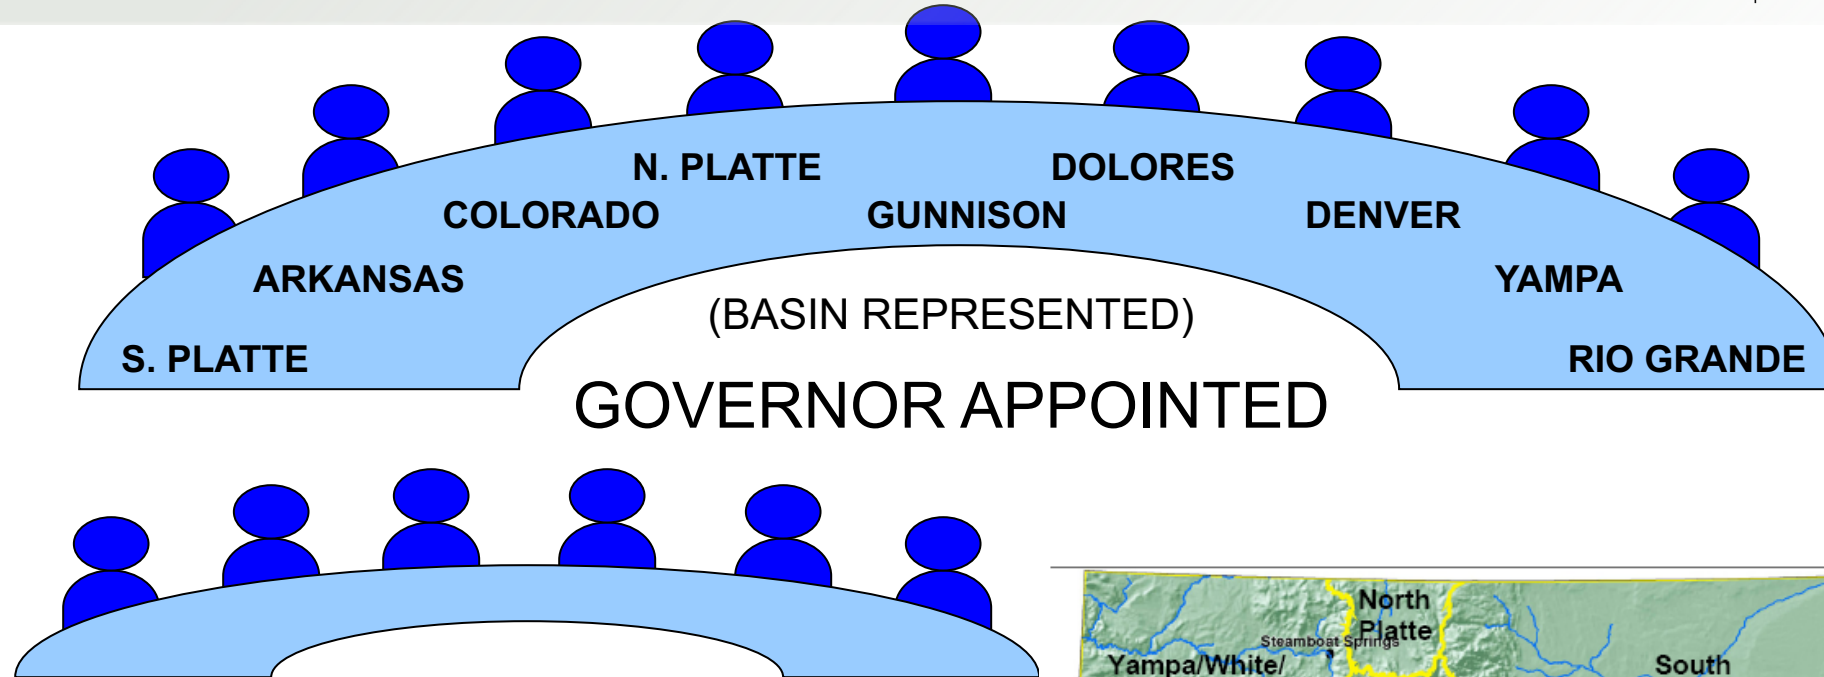 N. PLATTE
DOLORES
COLORADO
GUNNISON
DENVER
ARKANSAS
YAMPA
(BASIN REPRESENTED)
S. PLATTE
RIO GRANDE
GOVERNOR APPOINTED
North
Platte
Steamboat Springs
Yampa/White/
South